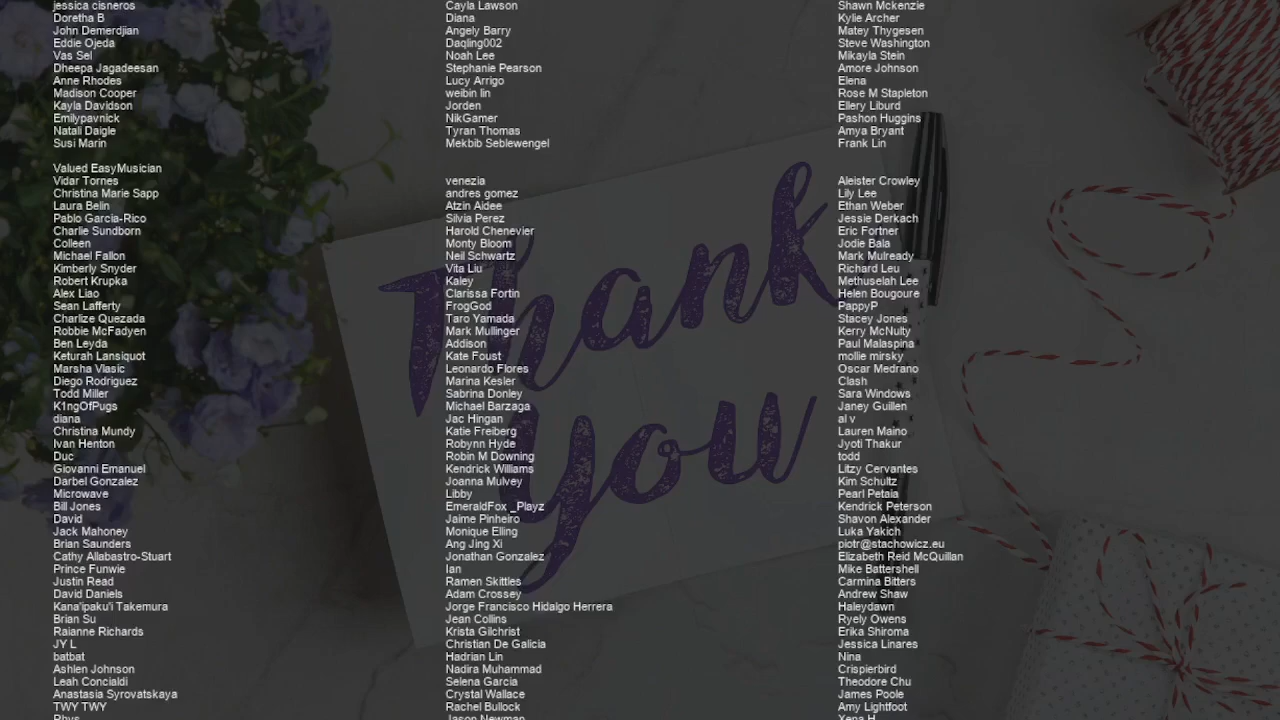 jessica cisneros
Doretha B
John Demerdjian
Eddie Ojeda
Vas Sel
Dheepa Jagadeesan
Anne Rhodes
Madison Cooper
Kayla Davidson
Emilypavnick
Natali Daigle
Susi Marin
Cayla Lawson
Diana
Angely Barry
Daqling002
Noah Lee
Stephanie Pearson
Lucy Arrigo
weibin lin
Jorden
NikGamer
Tyran Thomas
Mekbib Seblewengel
Shawn Mckenzie
Kylie Archer
Matey Thygesen
Steve Washington
Mikayla Stein
Amore Johnson
Elena
Rose M Stapleton
Ellery Liburd
Pashon Huggins
Amya Bryant
Frank Lin
Valued EasyMusician
Vidar Tornes
Christina Marie Sapp
Laura Belin
Pablo Garcia-Rico
Charlie Sundborn
Colleen
Michael Fallon
Kimberly Snyder
Robert Krupka
Alex Liao
Sean Lafferty
Charlize Quezada
Robbie McFadyen
Ben Leyda
Keturah Lansiquot
Marsha Vlasic
Diego Rodriguez
Todd Miller
K1ngOfPugs
diana
Christina Mundy
Ivan Henton
Duc
Giovanni Emanuel
Darbel Gonzalez
Microwave
Bill Jones
David
Jack Mahoney
Brian Saunders
Cathy Allabastro-Stuart
Prince Funwie
Justin Read
David Daniels
Kana'ipaku'i Takemura
Brian Su
Raianne Richards
JY L
batbat
Ashlen Johnson
Leah Concialdi
Anastasia Syrovatskaya
TWY TWY
Rhys
venezia
andres gomez
Atzin Aidee
Silvia Perez
Harold Chenevier
Monty Bloom
Neil Schwartz
Vita Liu
Kaley
Clarissa Fortin
FrogGod
Taro Yamada
Mark Mullinger
Addison
Kate Foust
Leonardo Flores
Marina Kesler
Sabrina Donley
Michael Barzaga
Jac Hingan
Katie Freiberg
Robynn Hyde
Robin M Downing
Kendrick Williams
Joanna Mulvey
Libby
EmeraldFox _Playz
Jaime Pinheiro
Monique Elling
Ang Jing Xi
Jonathan Gonzalez
Ian
Ramen Skittles
Adam Crossey
Jorge Francisco Hidalgo Herrera
Jean Collins
Krista Gilchrist
Christian De Galicia
Hadrian Lin
Nadira Muhammad
Selena Garcia
Crystal Wallace
Rachel Bullock
Jason Newman
Aleister Crowley
Lily Lee
Ethan Weber
Jessie Derkach
Eric Fortner
Jodie Bala
Mark Mulready
Richard Leu
Methuselah Lee
Helen Bougoure
PappyP
Stacey Jones
Kerry McNulty
Paul Malaspina
mollie mirsky
Oscar Medrano
Clash
Sara Windows
Janey Guillen
al v
Lauren Maino
Jyoti Thakur
todd
Litzy Cervantes
Kim Schultz
Pearl Petaia
Kendrick Peterson
Shavon Alexander
Luka Yakich
piotr@stachowicz.eu
Elizabeth Reid McQuillan
Mike Battershell
Carmina Bitters
Andrew Shaw
Haleydawn
Ryely Owens
Erika Shiroma
Jessica Linares
Nina
Crispierbird
Theodore Chu
James Poole
Amy Lightfoot
Xena H
Thank
you